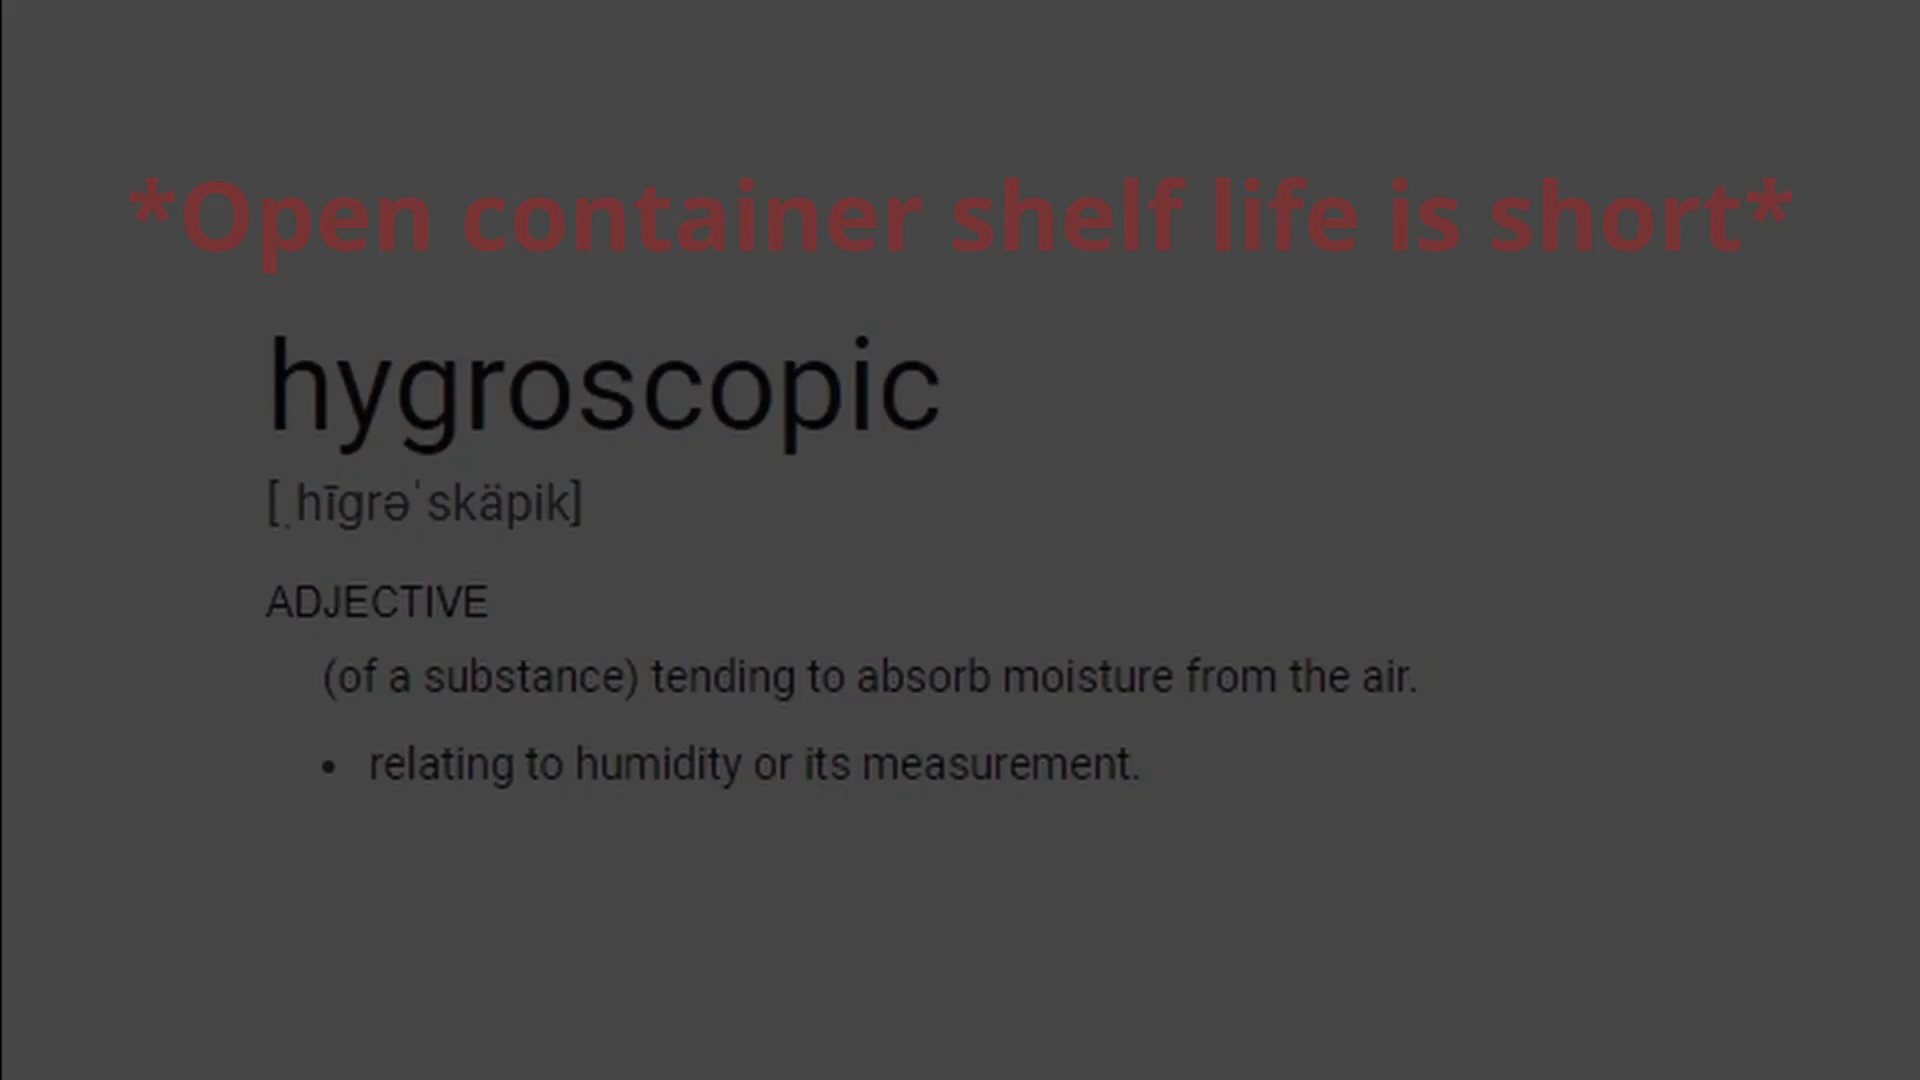 *Open container shelf life is short*
hygroscopic
[ˌhīɡrəˈskäpik]
ADJECTIVE
(of a substance) tending to absorb moisture from the air.
• relating to humidity or its measurement.